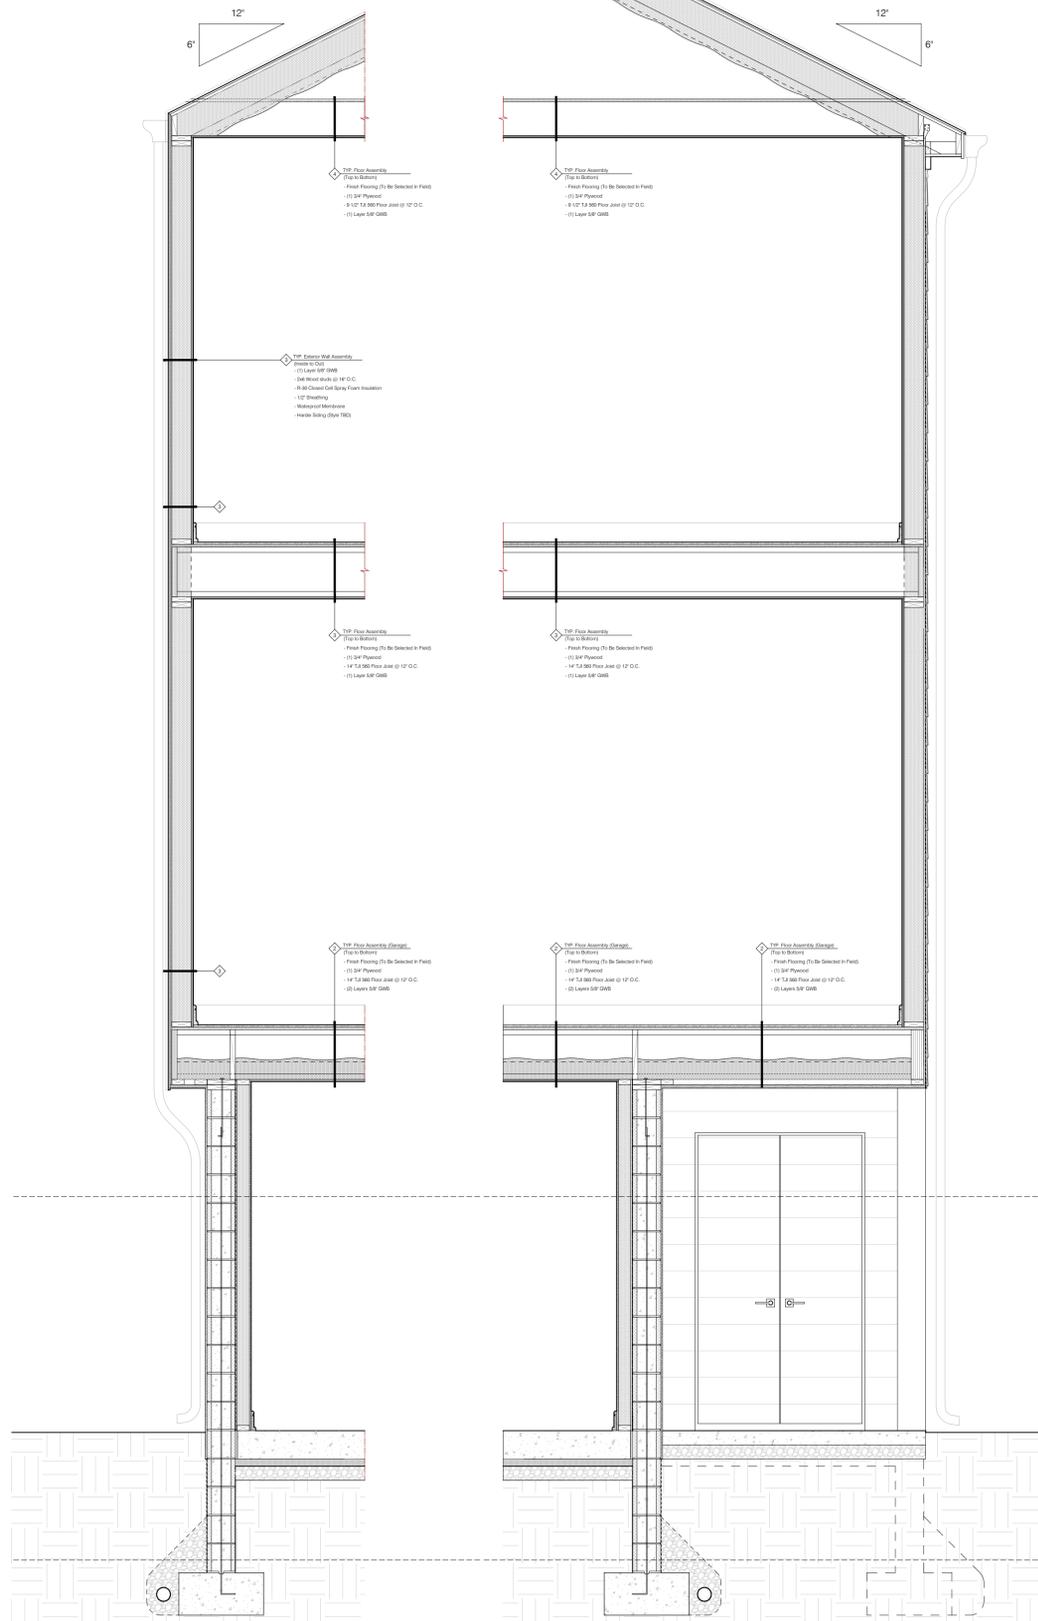 12"
6"
12"
6"
4
TYP. Floor Assembly
(Top to Bottom)
- Finish Flooring (To Be Selected In Field)
- (1) 3/4" Plywood
- 9 1/2" TJI 560 Floor Joist @ 12" O.C.
- (1) Layer 5/8" GWB
4
TYP. Floor Assembly
(Top to Bottom)
- Finish Flooring (To Be Selected In Field)
- (1) 3/4" Plywood
- 9 1/2" TJI 560 Floor Joist @ 12" O.C.
- (1) Layer 5/8" GWB
3
TYP. Exterior Wall Assembly
(Inside to Out)
- (1) Layer 5/8" GWB
- 2x6 Wood studs @ 16" O.C.
- R-30 Closed Cell Spray Foam Insulation
- 1/2" Sheathing
- Waterproof Membrane
- Hardie Siding (Style TBD)
3
3
TYP. Floor Assembly
(Top to Bottom)
- Finish Flooring (To Be Selected In Field)
- (1) 3/4" Plywood
- 14" TJI 560 Floor Joist @ 12" O.C.
- (1) Layer 5/8" GWB
3
TYP. Floor Assembly
(Top to Bottom)
- Finish Flooring (To Be Selected In Field)
- (1) 3/4" Plywood
- 14" TJI 560 Floor Joist @ 12" O.C.
- (1) Layer 5/8" GWB
3
2
TYP. Floor Assembly (Garage)
(Top to Bottom)
- Finish Flooring (To Be Selected In Field)
- (1) 3/4" Plywood
- 14" TJI 560 Floor Joist @ 12" O.C.
- (2) Layers 5/8" GWB
2
TYP. Floor Assembly (Garage)
(Top to Bottom)
- Finish Flooring (To Be Selected In Field)
- (1) 3/4" Plywood
- 14" TJI 560 Floor Joist @ 12" O.C.
- (2) Layers 5/8" GWB
2
TYP. Floor Assembly (Garage)
(Top to Bottom)
- Finish Flooring (To Be Selected In Field)
- (1) 3/4" Plywood
- 14" TJI 560 Floor Joist @ 12" O.C.
- (2) Layers 5/8" GWB